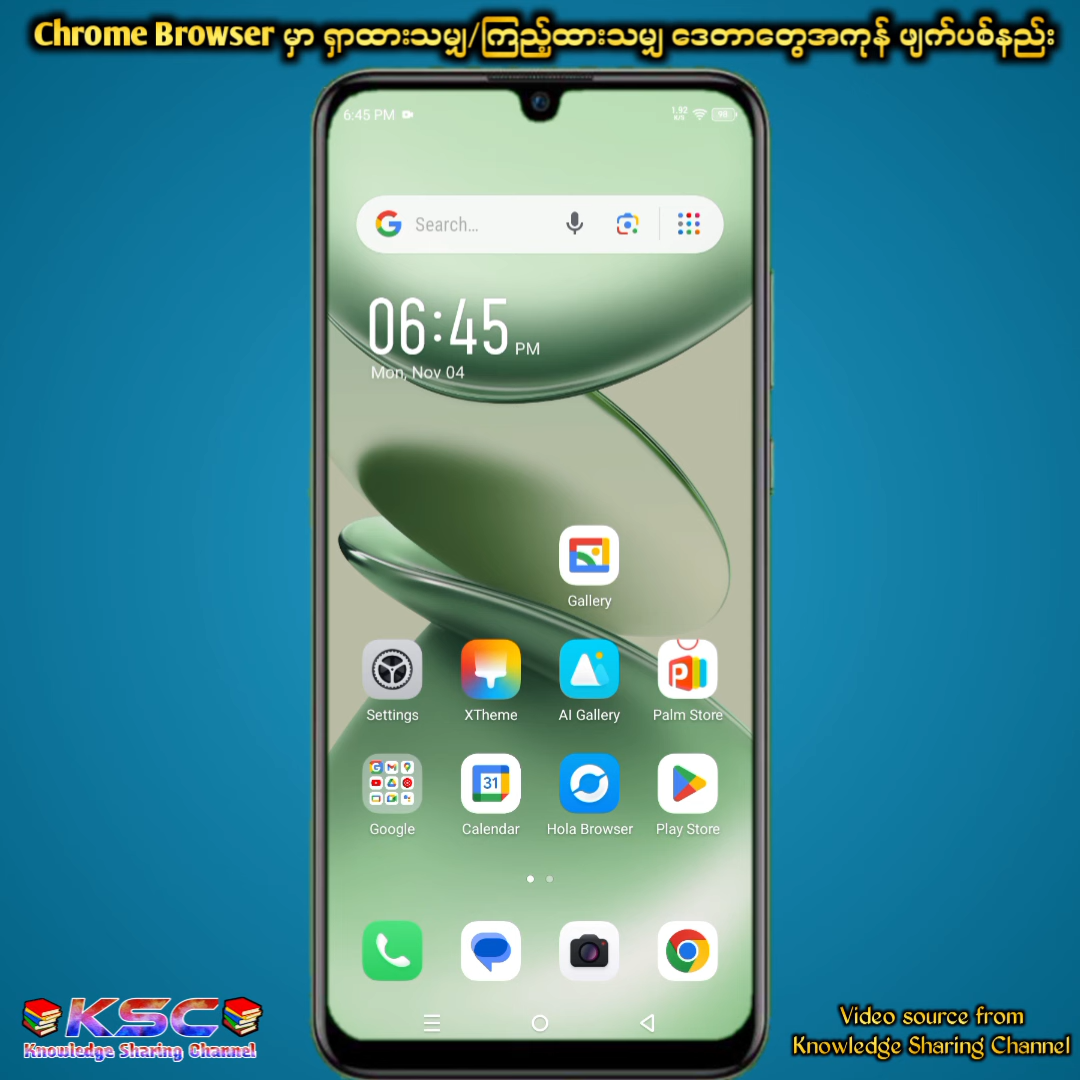 Chrome Browser မှာ ရှာထားသမျှ/ကြည့်ထားသမျှ ဒေတာတွေအကုန် ဖျက်ပစ်နည်း
6:45 PM
1.92
K/S
98
Search...
06:45 PM
Mon, Nov 04
Gallery
Settings XTheme AI Gallery Palm Store
31
Google Calendar Hola Browser Play Store
KSC
Knowledge Sharing Channel
Video source from
Knowledge Sharing Channel